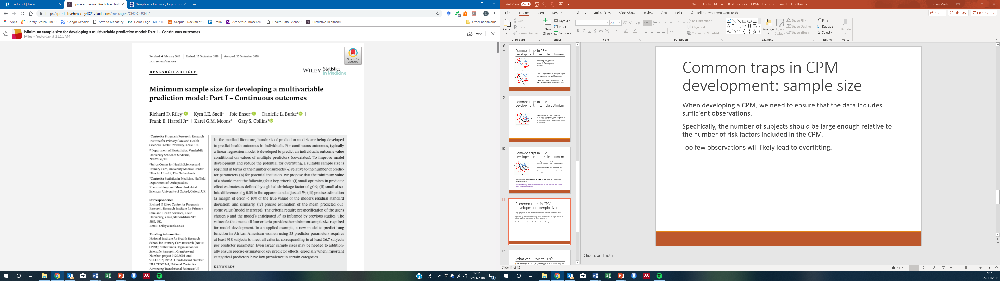 To-do List | Trello
cpm-samplesize | Predictive Hea
Sample size for binary logistic pr
https://predictivehea-qey4321.slack.com/messages/CE89QUSNL/
Apps
Library Search (The U
Google Scholar
Save to Mendeley
Home Page - MEDLI
Scopus - Document
Trello
Academic Phraseban
Health Data Science
Predictive Healthcare
Other bookmarks
Minimum sample size for developing a multivariable prediction model: Part I – Continuous outcomes
Mike
Yesterday at 11:11 AM
Received: 4 February 2018 | Revised: 13 September 2018 | Accepted: 13 September 2018
DOI: 10.1002/sim.7993
Check for
updates
RESEARCH ARTICLE
WILEY Statistics
in Medicine
Minimum sample size for developing a multivariable
prediction model: Part I – Continuous outcomes
Richard D. Riley1 | Kym I.E. Snell1 | Joie Ensor1 | Danielle L. Burke1 |
Frank E. Harrell Jr2 | Karel G.M. Moons3 | Gary S. Collins4
1Centre for Prognosis Research, Research
Institute for Primary Care and Health
Sciences, Keele University, Keele, UK
2 Department of Biostatistics, Vanderbilt
University School of Medicine,
Nashville, TN
3Julius Center for Health Sciences and
Primary Care, University Medical Center
Utrecht, Utrecht, The Netherlands
4Centre for Statistics in Medicine, Nuffield
Department of Orthopaedics,
Rheumatology and Musculoskeletal
Sciences, University of Oxford, Oxford, UK
Correspondence
Richard D Riley, Centre for Prognosis
Research, Research Institute for Primary
Care and Health Sciences, Keele
University, Keele, Staffordshire ST5
5BG, UK.
Email: r.riley@keele.ac.uk
Funding information
National Institute for Health Research
School for Primary Care Research (NIHR
SPCR); Netherlands Organisation for
Scientific Research, Grant/Award
Number: project 9120.8004 and
918.10.615; CTSA, Grant/Award Number:
UL1 TR002243; National Center for
Advancing Translational Sciences; US
In the medical literature, hundreds of prediction models are being developed
to predict health outcomes in individuals. For continuous outcomes, typically
a linear regression model is developed to predict an individual's outcome value
conditional on values of multiple predictors (covariates). To improve model
development and reduce the potential for overfitting, a suitable sample size is
required in terms of the number of subjects (n) relative to the number of predic-
tor parameters (p) for potential inclusion. We propose that the minimum value
of n should meet the following four key criteria: (i) small optimism in predictor
effect estimates as defined by a global shrinkage factor of ≥0.9; (ii) small abso-
lute difference of ≤ 0.05 in the apparent and adjusted R2; (iii) precise estimation
(a margin of error ≤ 10% of the true value) of the model's residual standard
deviation; and similarly, (iv) precise estimation of the mean predicted out-
come value (model intercept). The criteria require prespecification of the user's
chosen p and the model's anticipated R2 as informed by previous studies. The
value of n that meets all four criteria provides the minimum sample size required
for model development. In an applied example, a new model to predict lung
function in African-American women using 25 predictor parameters requires
at least 918 subjects to meet all criteria, corresponding to at least 36.7 subjects
per predictor parameter. Even larger sample sizes may be needed to addition-
ally ensure precise estimates of key predictor effects, especially when important
categorical predictors have low prevalence in certain categories.
KEYWORDS
14:16
22/11/2018
AutoSave On
Week 6 Lecture Material - Best practices in CPMs - Lecture 2 - Saved to OneDrive
Glen Martin
File
Home
Insert
Design
Transitions
Animations
Slide Show
Review
View
Help
Tell me what you want to do
Share
History
Comments
Paste
Cut
Copy
Format Painter
Clipboard
New
Slide
Layout
Reset
Section
Slides
20
B I U S ab AV Aa A
Font
Text Direction
Align Text
Convert to SmartArt
Paragraph
Arrange
Quick
Styles
Shape Fill
Shape Outline
Shape Effects
Drawing
Find
Replace
Select
Editing
Dictate
Voice
8
Common traps in CPM
development: in-sample optimism
9
Common traps in CPM
development: in-sample optimism
10
Common traps in CPM
development: in-sample optimism
11
Common traps in CPM
development: sample size
When developing a CPM, we need to ensure that the data includes
sufficient observations.
Specifically, the number of subjects should be large enough relative to
the number of risk factors included in the CPM.
Too few observations will likely lead to overfitting.
12
What can CPMs tell us?
Common traps in CPM
development: sample size
When developing a CPM, we need to ensure that the data includes
sufficient observations.
Specifically, the number of subjects should be large enough relative to
the number of risk factors included in the CPM.
Too few observations will likely lead to overfitting.
Click to add notes
Slide 11 of 13
Notes
107%
14:16
22/11/2018